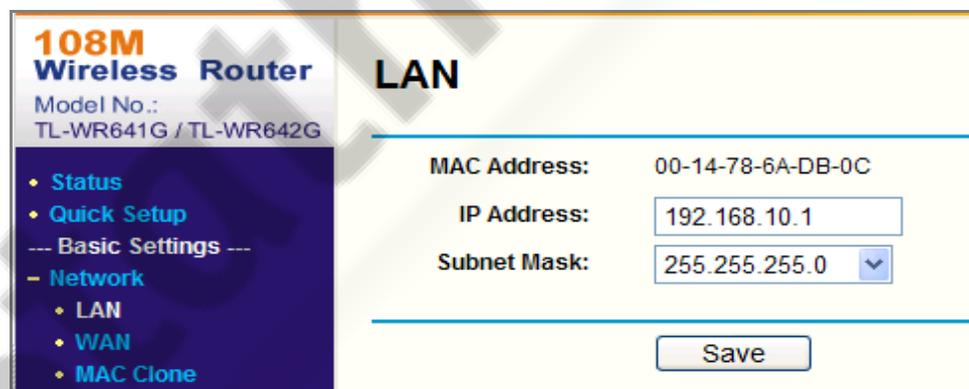 108M
Wireless Router
Model No.:
TL-WR641G / TL-WR642G
• Status
• Quick Setup
--- Basic Settings ---
– Network
• LAN
• WAN
• MAC Clone
LAN
MAC Address: 00-14-78-6A-DB-0C
IP Address: 192.168.10.1
Subnet Mask: 255.255.255.0
Save